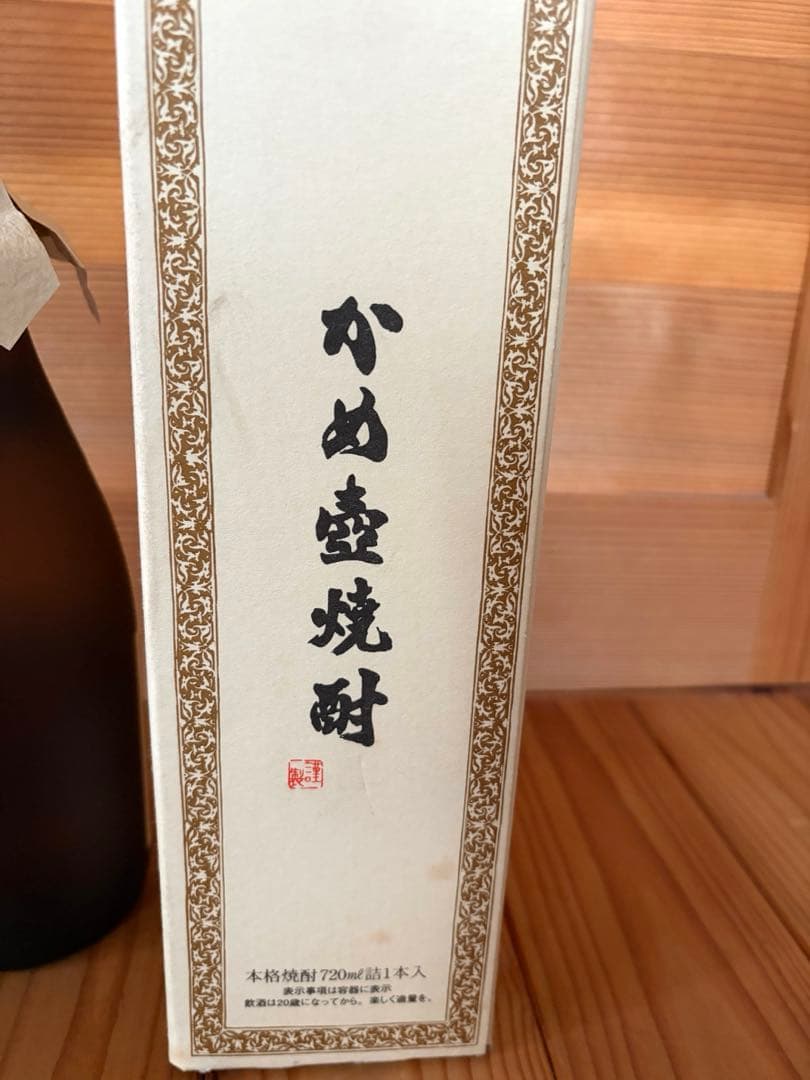 かめ壺焼酎
謹製
本格焼酎720㎖詰1本入
表示事項は容器に表示
飲酒は20歳になってから。楽しく適量を。